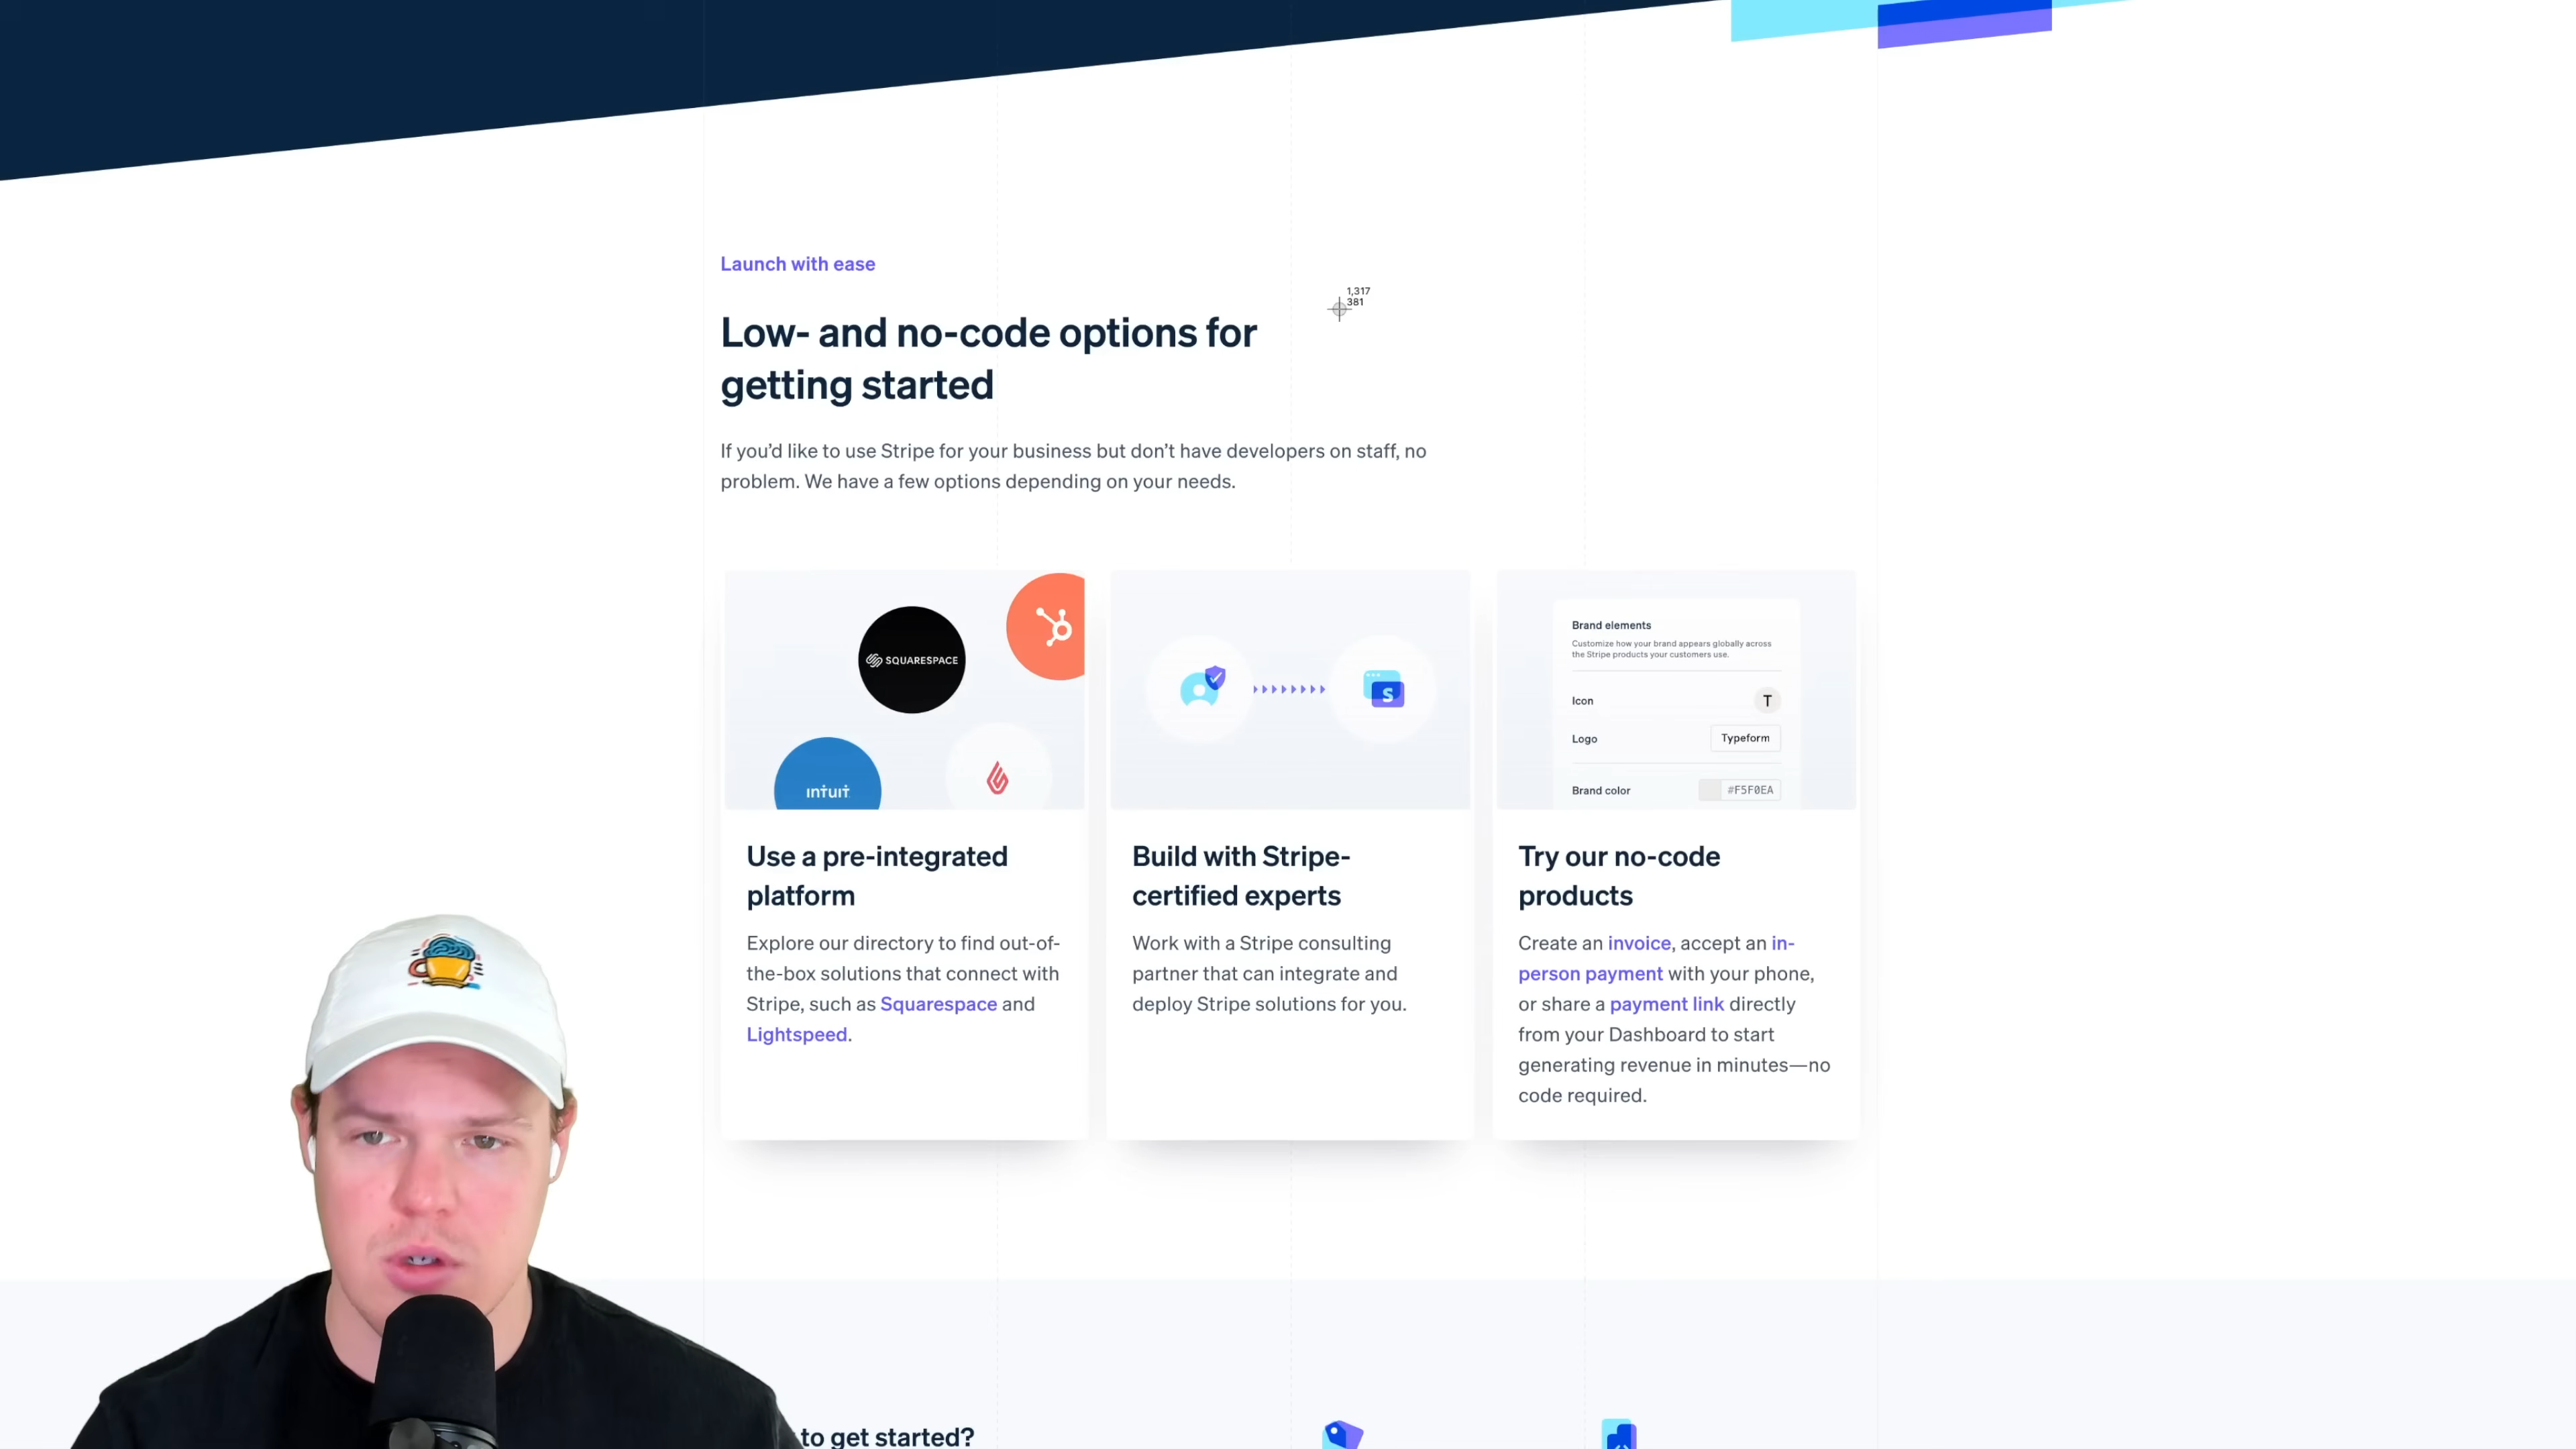 Launch with ease
1,317
381
Low- and no-code options for
getting started
If you’d like to use Stripe for your business but don’t have developers on staff, no
problem. We have a few options depending on your needs.
SQUARESPACE
ıntuıt
S
Brand elements
Customize how your brand appears globally across
the Stripe products your customers use.
Icon
T
Logo
Typeform
Brand color
#F5F0EA
Use a pre-integrated
platform
Explore our directory to find out-of-
the-box solutions that connect with
Stripe, such as Squarespace and
Lightspeed.
Build with Stripe-
certified experts
Work with a Stripe consulting
partner that can integrate and
deploy Stripe solutions for you.
Try our no-code
products
Create an invoice, accept an in-
person payment with your phone,
or share a payment link directly
from your Dashboard to start
generating revenue in minutes—no
code required.
to get started?